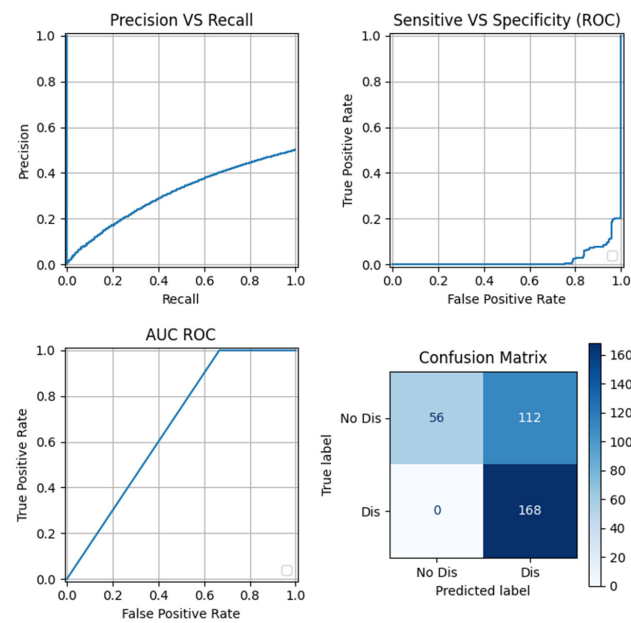 Precision VS Recall
1.0
0.8
0.6
0.4
0.2
0.0
Precision
0.0 0.2 0.4 0.6 0.8 1.0
Recall
Sensitive VS Specificity (ROC)
1.0
0.8
0.6
0.4
0.2
0.0
True Positive Rate
0.0 0.2 0.4 0.6 0.8 1.0
False Positive Rate
AUC ROC
1.0
0.8
0.6
0.4
0.2
0.0
True Positive Rate
0.0 0.2 0.4 0.6 0.8 1.0
False Positive Rate
Confusion Matrix
True label
No Dis 56 112
Dis 0 168
No Dis Dis
Predicted label
160
140
120
100
80
60
40
20
0